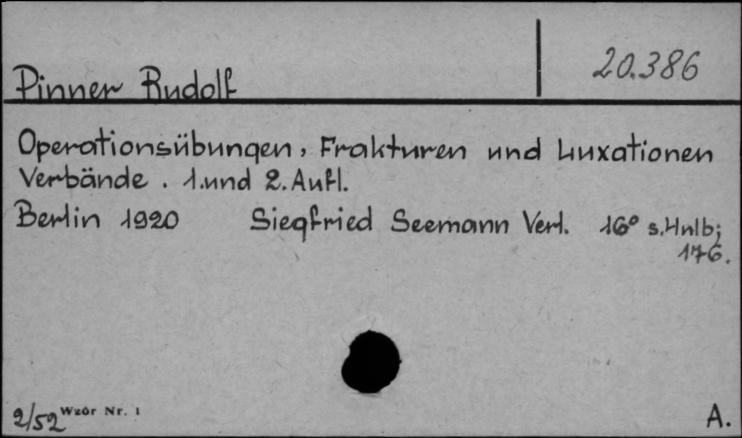 20.386
Pinner Rudolf
Operationsübungen, Frakturen und Luxationen
Verbände. 1. und 2. Aufl.
Berlin 1920 Siegfried Seemann Verl. 16° s. Hnlb;
176.
2/52 Wzór Nr. 1
A.